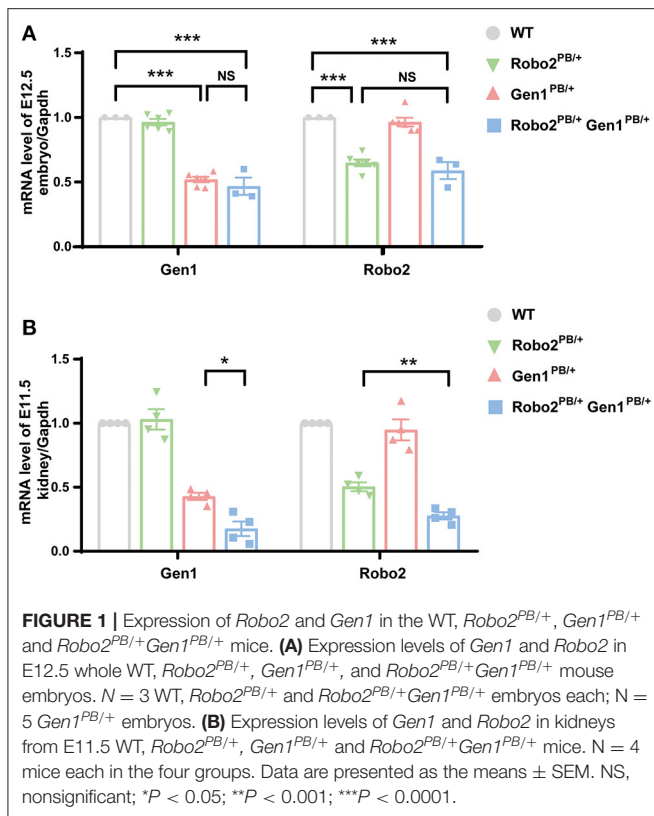 A
*** ***
*** NS *** NS
mRNA level of E12.5
embryo/Gapdh
1.5
1.0
0.5
0.0
Gen1 Robo2
WT
Robo2PB/+
Gen1PB/+
Robo2PB/+ Gen1PB/+
B
* **
mRNA level of E11.5
kidney/Gapdh
1.5
1.0
0.5
0.0
Gen1 Robo2
WT
Robo2PB/+
Gen1PB/+
Robo2PB/+ Gen1PB/+
FIGURE 1 | Expression of Robo2 and Gen1 in the WT, Robo2PB/+, Gen1PB/+
and Robo2PB/+Gen1PB/+ mice. (A) Expression levels of Gen1 and Robo2 in
E12.5 whole WT, Robo2PB/+, Gen1PB/+, and Robo2PB/+Gen1PB/+ mouse
embryos. N = 3 WT, Robo2PB/+ and Robo2PB/+Gen1PB/+ embryos each; N =
5 Gen1PB/+ embryos. (B) Expression levels of Gen1 and Robo2 in kidneys
from E11.5 WT, Robo2PB/+, Gen1PB/+ and Robo2PB/+Gen1PB/+ mice. N = 4
mice each in the four groups. Data are presented as the means ± SEM. NS,
nonsignificant; *P < 0.05; **P < 0.001; ***P < 0.0001.